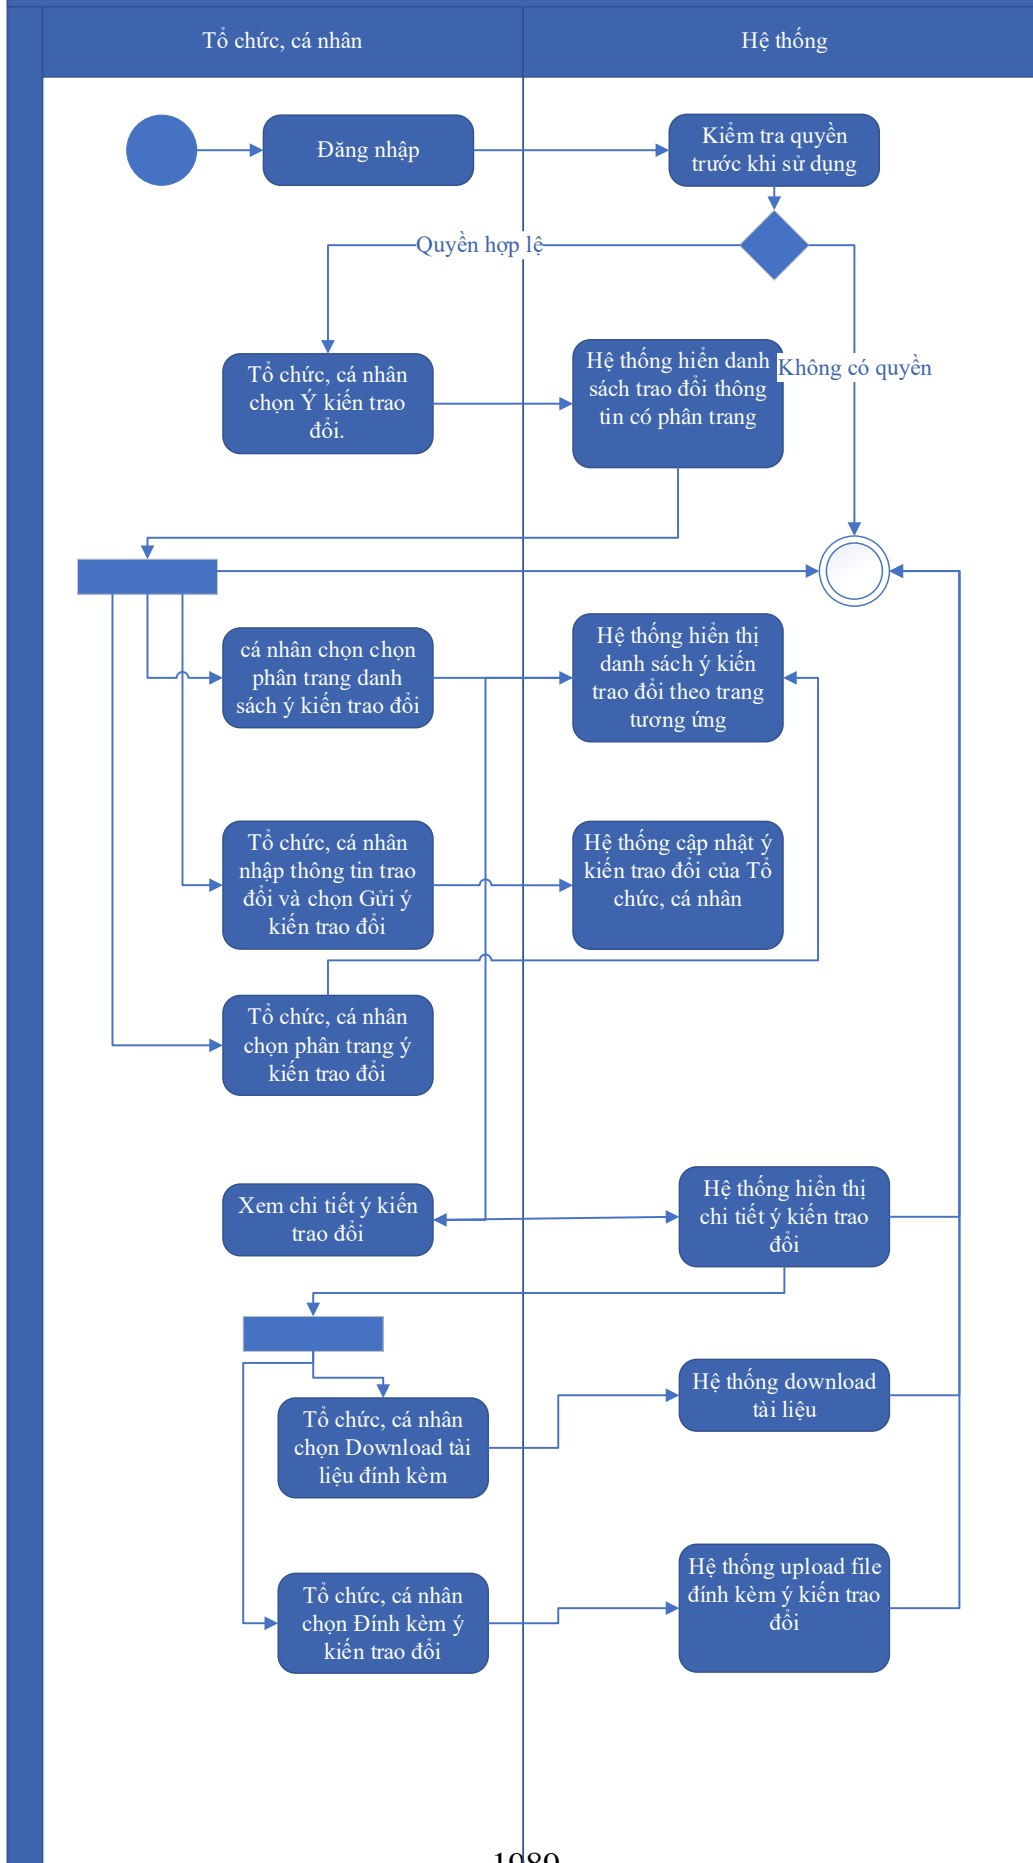 Tổ chức, cá nhân
Hệ thống
Đăng nhập
Kiểm tra quyền
trước khi sử dụng
Quyền hợp lệ
Không có quyền
Tổ chức, cá nhân
chọn Ý kiến trao
đổi.
Hệ thống hiển danh
sách trao đổi thông
tin có phân trang
cá nhân chọn chọn
phân trang danh
sách ý kiến trao đổi
Hệ thống hiển thị
danh sách ý kiến
trao đổi theo trang
tương ứng
Tổ chức, cá nhân
nhập thông tin trao
đổi và chọn Gửi ý
kiến trao đổi
Hệ thống cập nhật ý
kiến trao đổi của Tổ
chức, cá nhân
Tổ chức, cá nhân
chọn phân trang ý
kiến trao đổi
Xem chi tiết ý kiến
trao đổi
Hệ thống hiển thị
chi tiết ý kiến trao
đổi
Tổ chức, cá nhân
chọn Download tài
liệu đính kèm
Hệ thống download
tài liệu
Tổ chức, cá nhân
chọn Đính kèm ý
kiến trao đổi
Hệ thống upload file
đính kèm ý kiến trao
đổi
1989